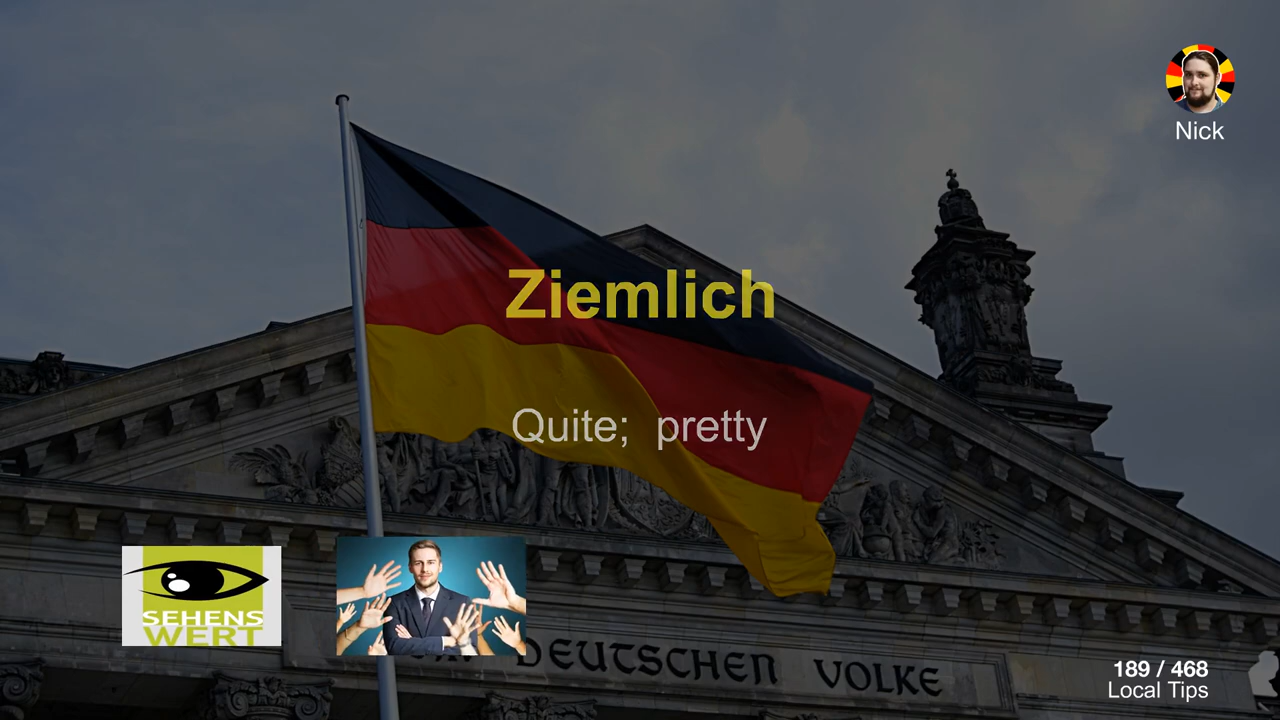 Nick
Ziemlich
Quite; pretty
SEHENS
WERT
DEUTSCHEN VOLKE
189 / 468
Local Tips